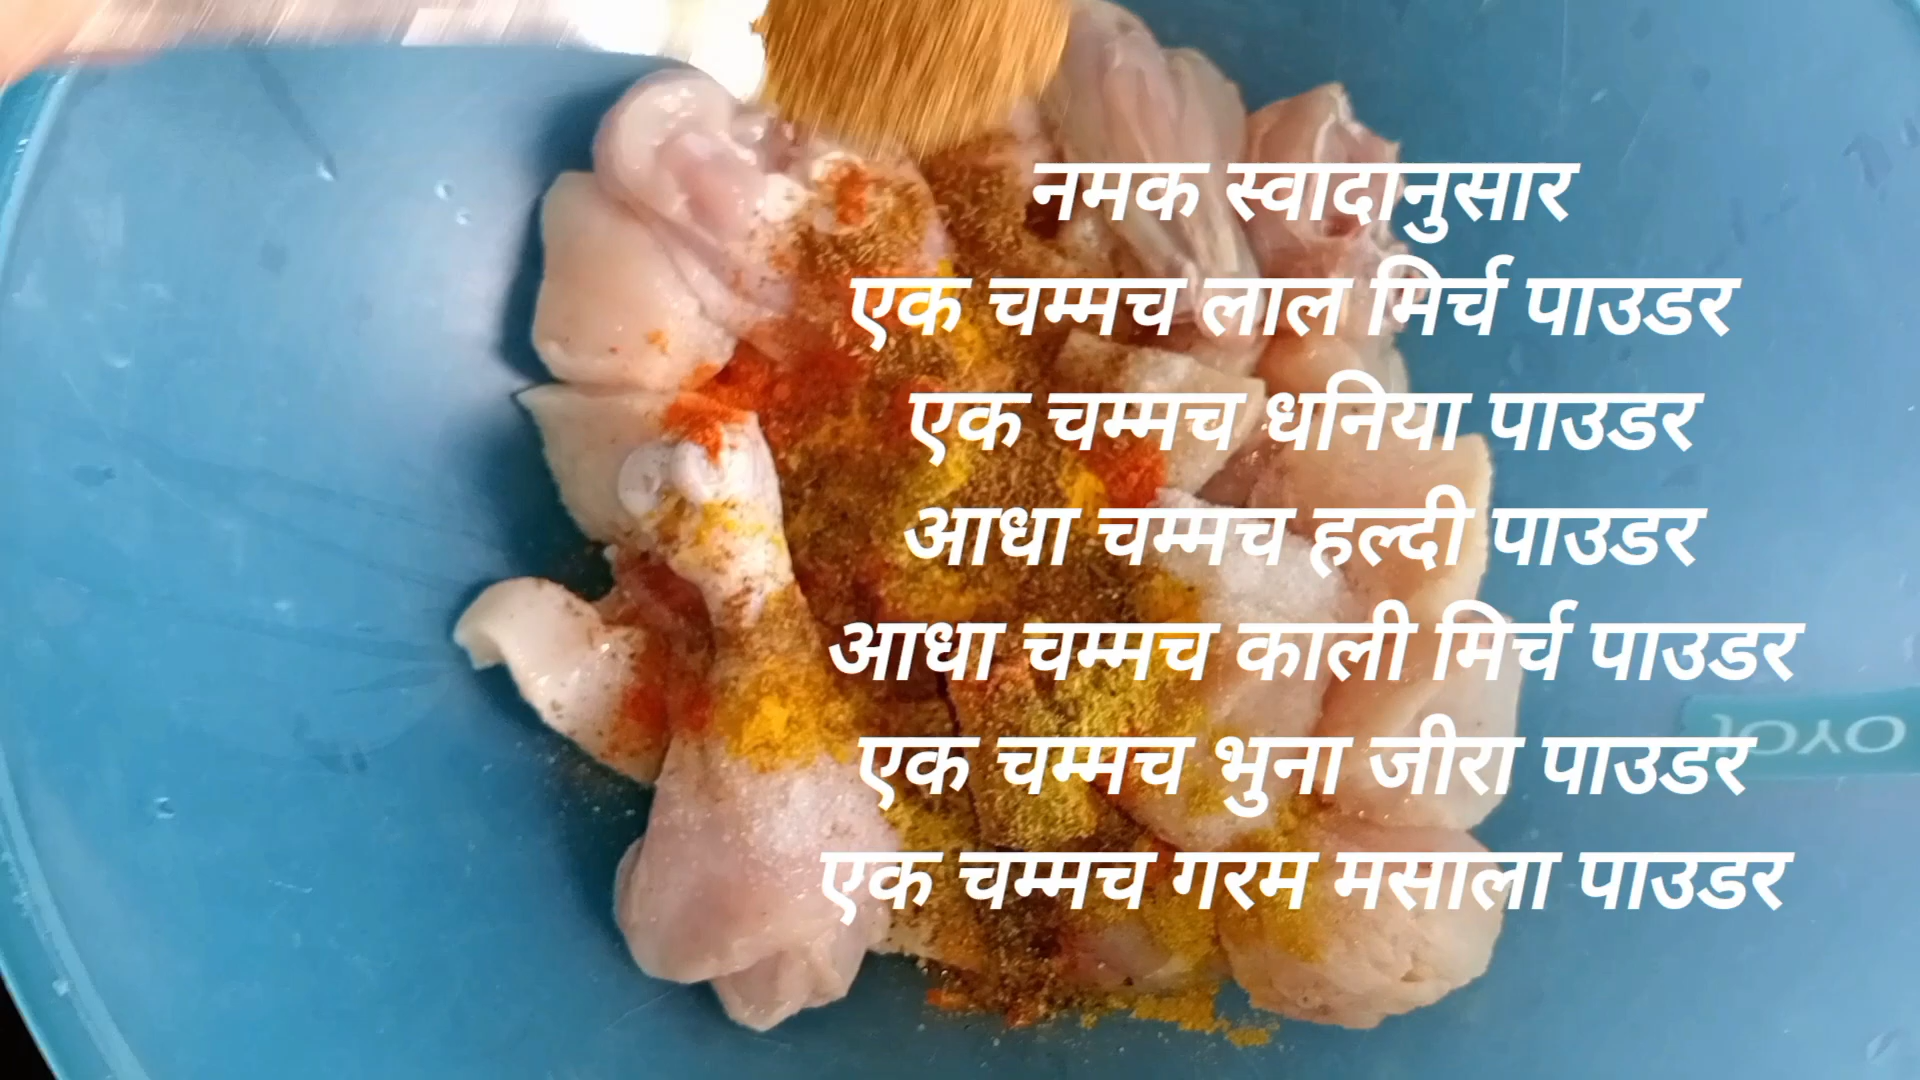 नमक स्वादानुसार
एक चम्मच लाल मिर्च पाउडर
एक चम्मच धनिया पाउडर
आधा चम्मच हल्दी पाउडर
आधा चम्मच काली मिर्च पाउडर
एक चम्मच भुना जीरा पाउडर
एक चम्मच गरम मसाला पाउडर